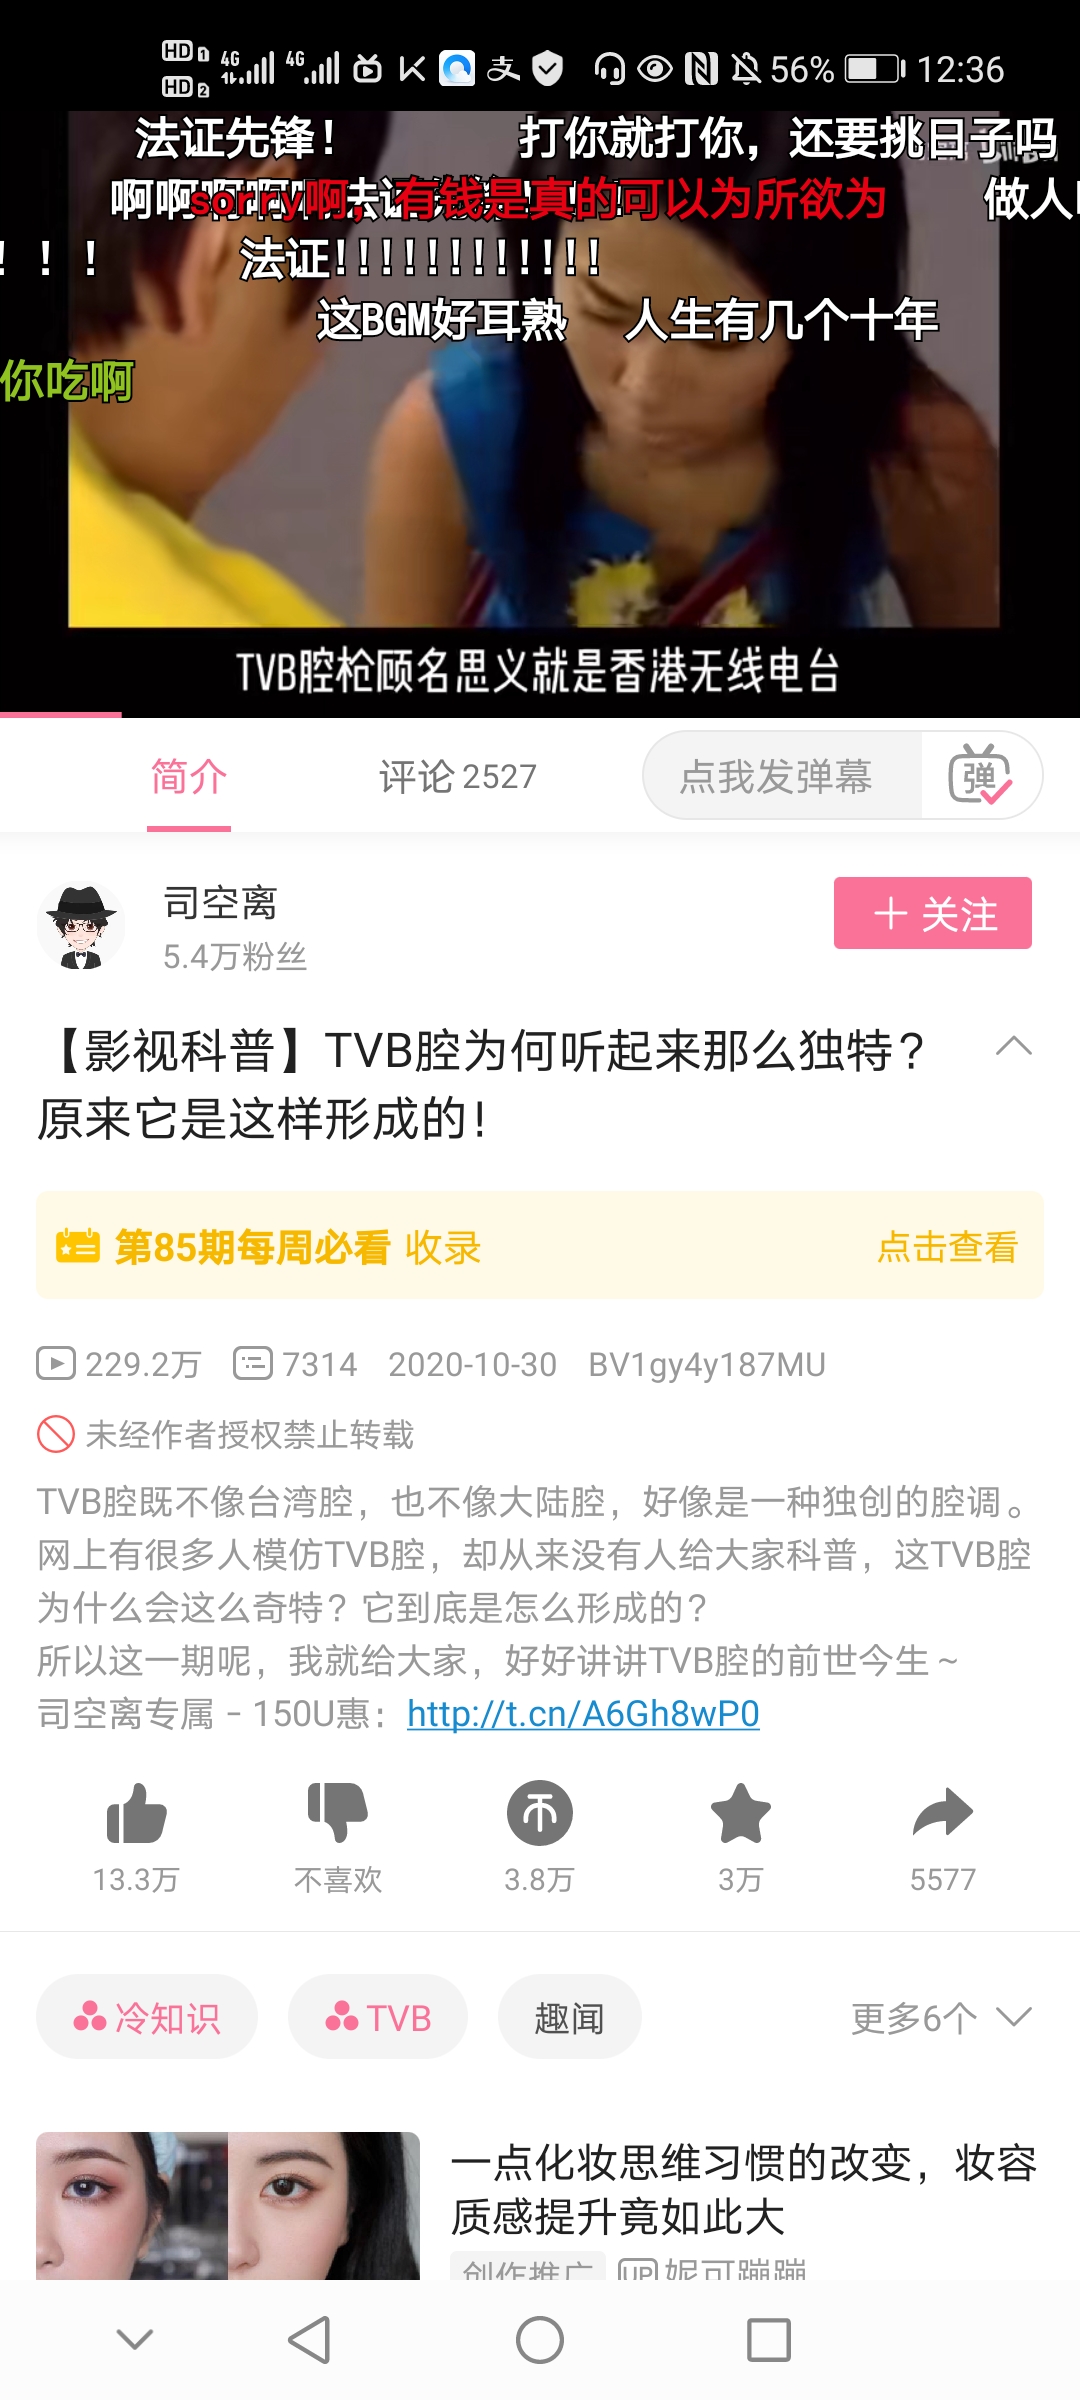 HD 1 4G 4G 56% 12:36
HD 2
法证先锋！ 打你就打你，还要挑日子吗
sorry啊，有钱是真的可以为所欲为 做人
！！！ 法证!!!!!!!!!!!!
这BGM好耳熟 人生有几个十年
你吃啊
TVB腔枪顾名思义就是香港无线电台
简介 评论 2527 点我发弹幕 弹
司空离
5.4万粉丝
＋ 关注
【影视科普】TVB腔为何听起来那么独特？
原来它是这样形成的！
第85期每周必看 收录 点击查看
229.2万 7314 2020-10-30 BV1gy4y187MU
未经作者授权禁止转载
TVB腔既不像台湾腔，也不像大陆腔，好像是一种独创的腔调。
网上有很多人模仿TVB腔，却从来没有人给大家科普，这TVB腔
为什么会这么奇特？它到底是怎么形成的？
所以这一期呢，我就给大家，好好讲讲TVB腔的前世今生～
司空离专属－150U惠：http://t.cn/A6Gh8wP0
13.3万 不喜欢 3.8万 3万 5577
冷知识 TVB 趣闻 更多6个
一点化妆思维习惯的改变，妆容
质感提升竟如此大
创作推广 UP 妮可蹦蹦